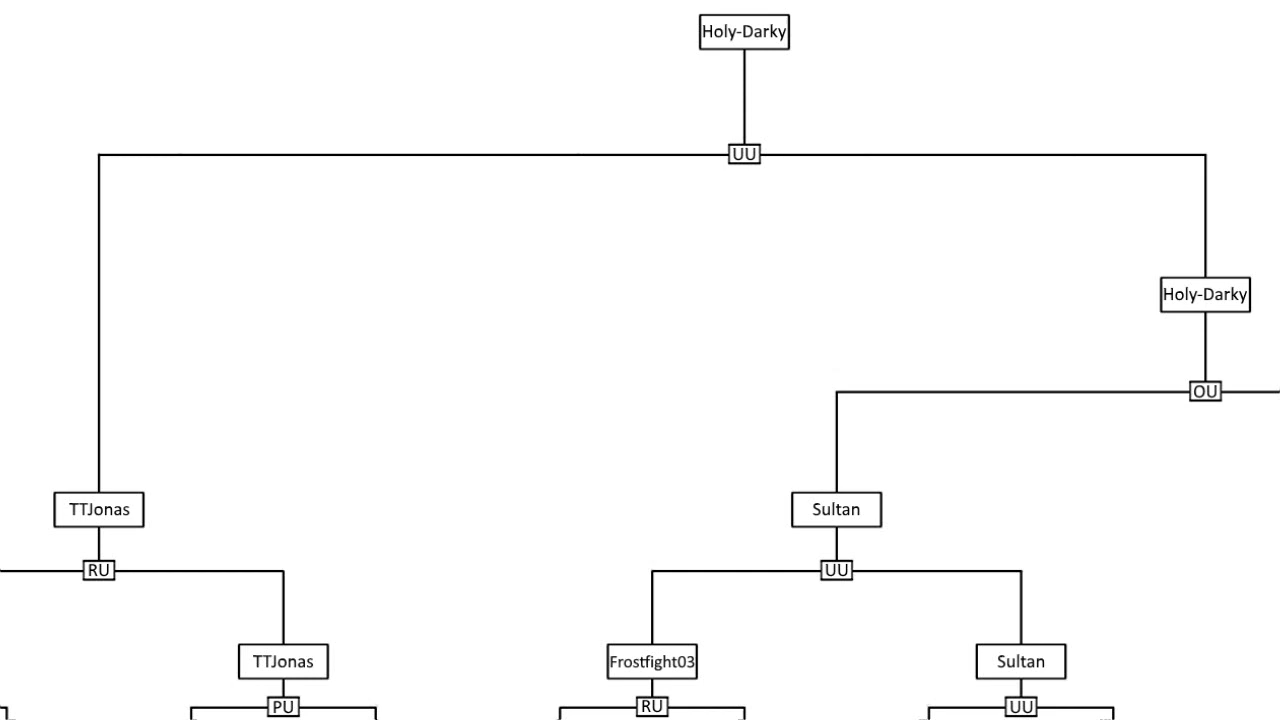 Holy-Darky
UU
Holy-Darky
OU
TTJonas
Sultan
RU
UU
TTJonas
Frostfight03
Sultan
PU
RU
UU